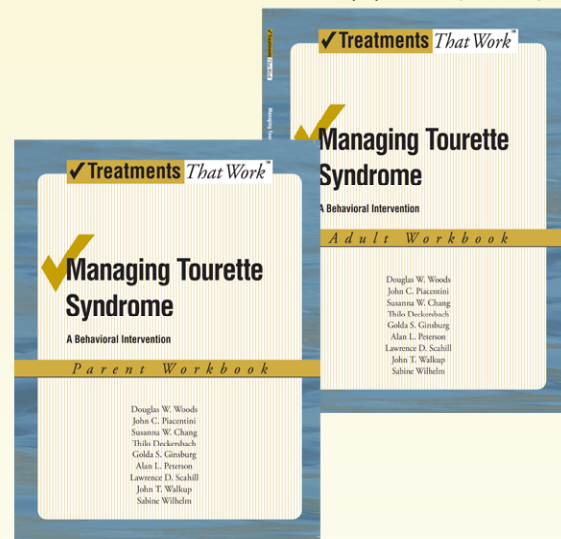 ✓Treatments That Work™
Managing Tourette
Syndrome
A Behavioral Intervention
Adult Workbook
Douglas W. Woods
John C. Piacentini
Susanna W. Chang
Thilo Deckersbach
Golda S. Ginsburg
Alan L. Peterson
Lawrence D. Scahill
John T. Walkup
Sabine Wilhelm
✓Treatments That Work™
Managing Tourette
Syndrome
A Behavioral Intervention
Parent Workbook
Douglas W. Woods
John C. Piacentini
Susanna W. Chang
Thilo Deckersbach
Golda S. Ginsburg
Alan L. Peterson
Lawrence D. Scahill
John T. Walkup
Sabine Wilhelm